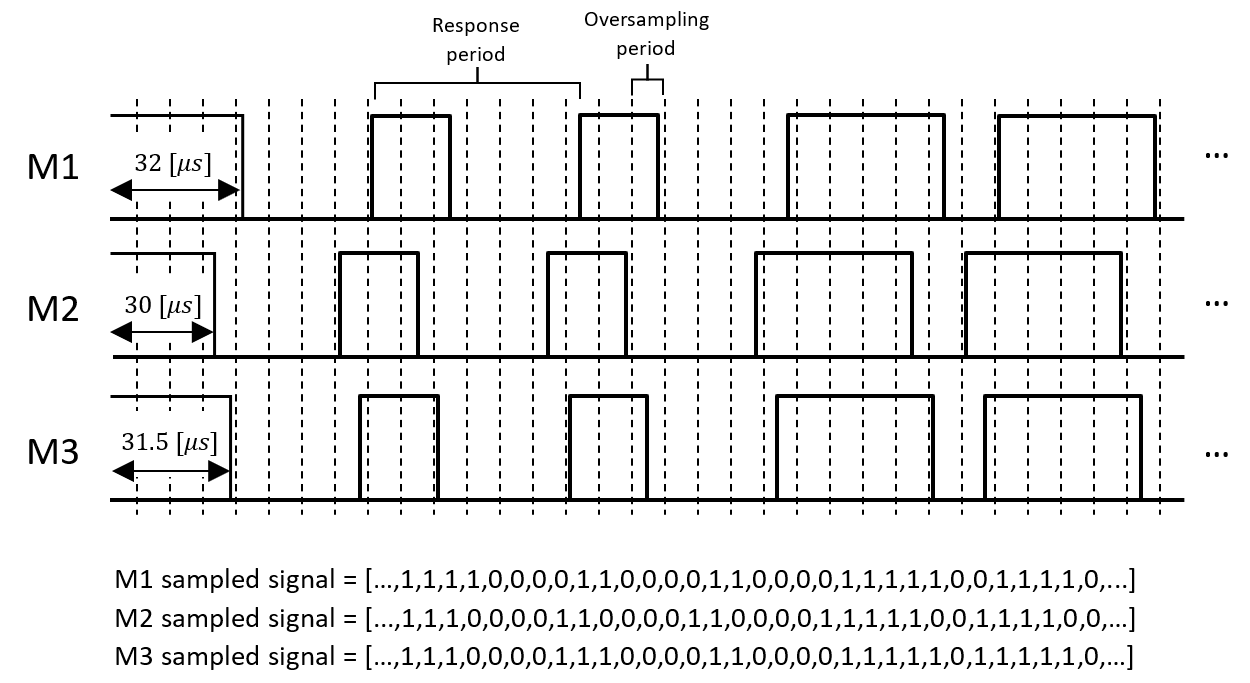 Response
period
Oversampling
period
M1
32 [μs]
...
M2
30 [μs]
...
M3
31.5 [μs]
...
M1 sampled signal = [...,1,1,1,1,0,0,0,0,1,1,0,0,0,0,1,1,0,0,0,0,1,1,1,1,1,0,0,1,1,1,1,0,...]
M2 sampled signal = [...,1,1,1,0,0,0,0,1,1,0,0,0,0,1,1,0,0,0,0,1,1,1,1,1,0,0,1,1,1,1,0,0,...]
M3 sampled signal = [...,1,1,1,0,0,0,0,1,1,1,0,0,0,0,1,1,0,0,0,0,1,1,1,1,1,0,1,1,1,1,1,0,...]